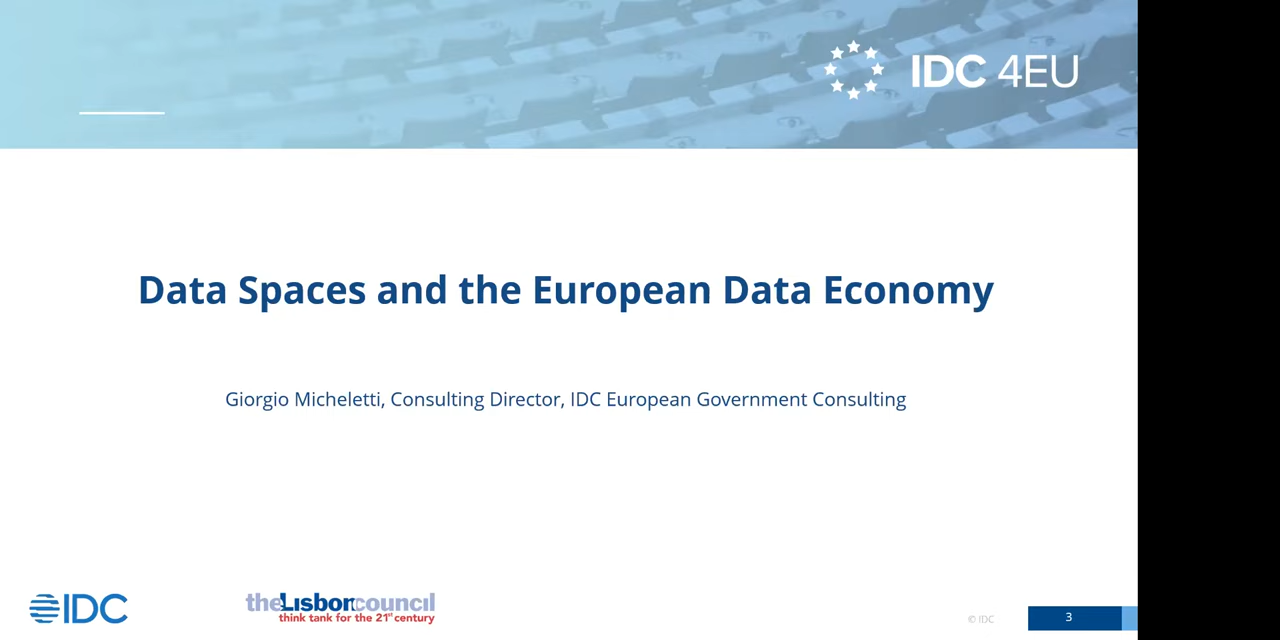 IDC 4EU
Data Spaces and the European Data Economy
Giorgio Micheletti, Consulting Director, IDC European Government Consulting
IDC
theLisboncouncil
think tank for the 21st century
© IDC
3